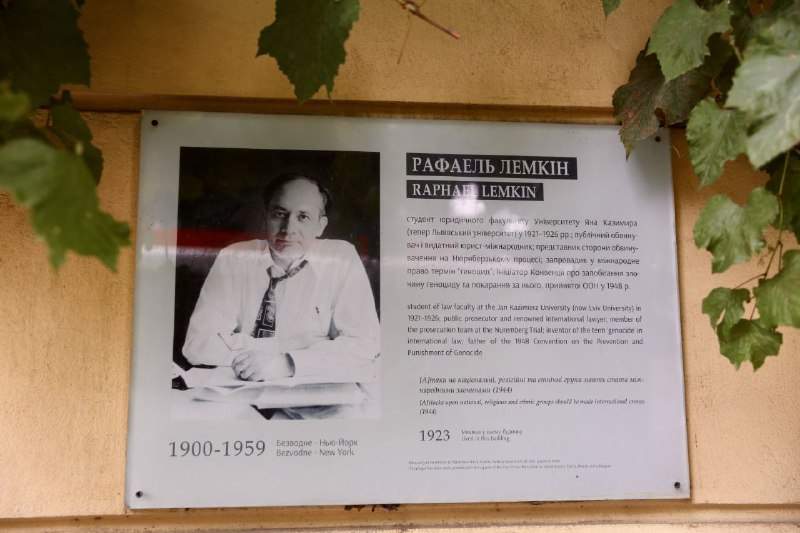 РАФАЕЛЬ ЛЕМКІН
RAPHAEL LEMKIN
студент юридичного факультету Університету Яна Казимира
(тепер Львівський університет) у 1921-1926 рр.; публічний обвину-
вач і видатний юрист-міжнародник; представник сторони обвину-
вачення на Нюрнберзькому процесі; запровадив у міжнародне
право термін "геноцид", ініціатор Конвенції про запобігання зло-
чину геноциду та покарання за нього, прийнятої ООН у 1948 р.
student of law faculty at the Jan Kazimierz University (now Lviv University) in
1921-1926; public prosecutor and renowned international lawyer; member of
the prosecution team at the Nuremberg Trial; inventor of the term 'genocide' in
international law; father of the 1948 Convention on the Prevention and
Punishment of Genocide
[А]таки на національні, релігійні та етнічні групи мають стати між-
народними злочинами (1944)
[A]ttacks upon national, religious and ethnic groups should be made international crimes
(1944)
1900-1959
Безводне - Нью-Йорк
Bezvodne - New York
1923
Мешкав у цьому будинку
lived in this building